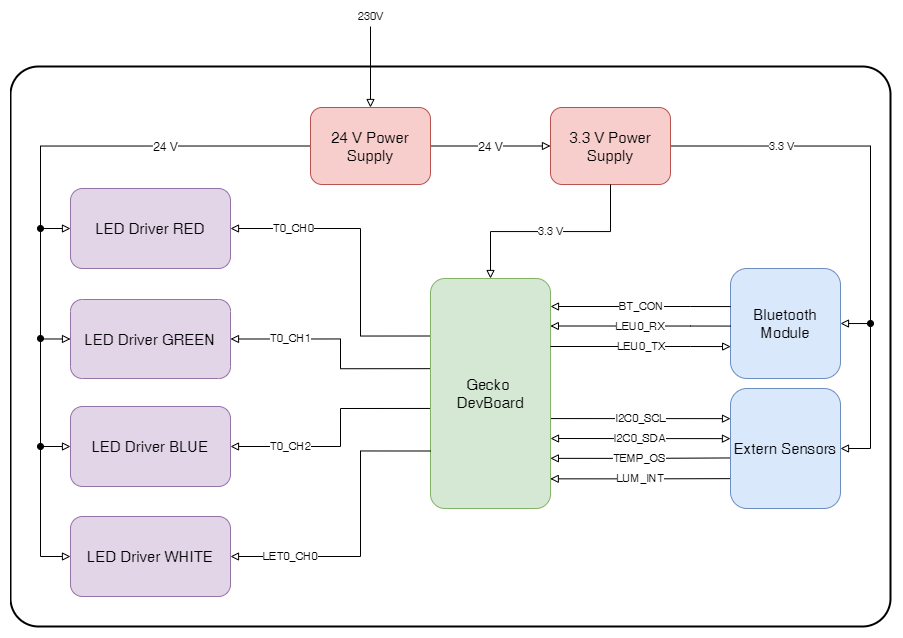 230V
24 V Power
Supply
3.3 V Power
Supply
24 V
24 V
3.3 V
LED Driver RED
T0_CH0
3.3 V
LED Driver GREEN
T0_CH1
LED Driver BLUE
T0_CH2
LED Driver WHITE
LET0_CH0
Gecko
DevBoard
BT_CON
LEU0_RX
LEU0_TX
Bluetooth
Module
I2C0_SCL
I2C0_SDA
TEMP_OS
LUM_INT
Extern Sensors